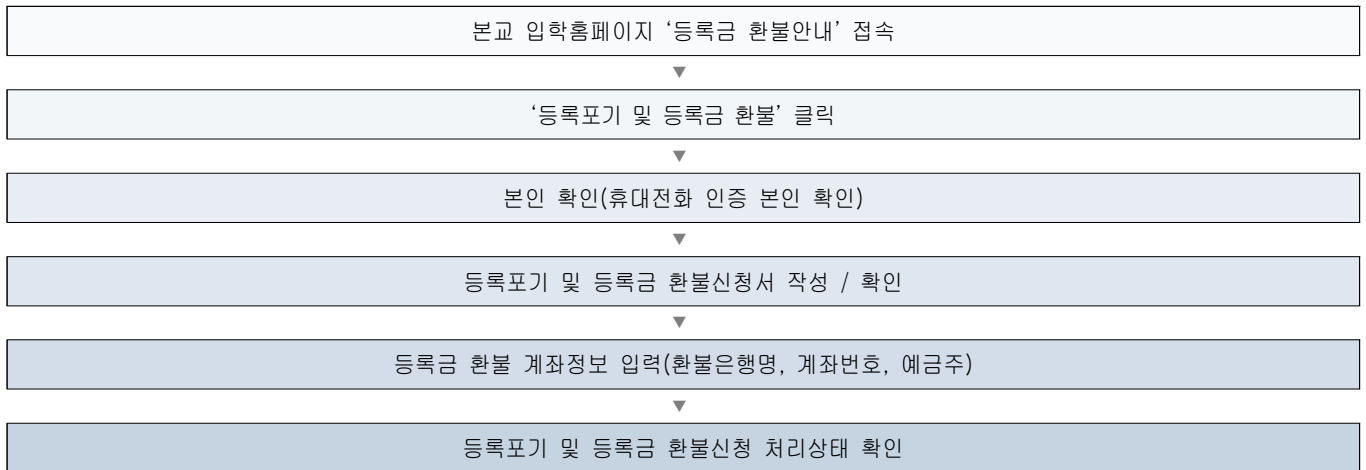 본교 입학홈페이지 ‘등록금 환불안내’ 접속
▼
‘등록포기 및 등록금 환불’ 클릭
▼
본인 확인(휴대전화 인증 본인 확인)
▼
등록포기 및 등록금 환불신청서 작성 / 확인
▼
등록금 환불 계좌정보 입력(환불은행명, 계좌번호, 예금주)
▼
등록포기 및 등록금 환불신청 처리상태 확인